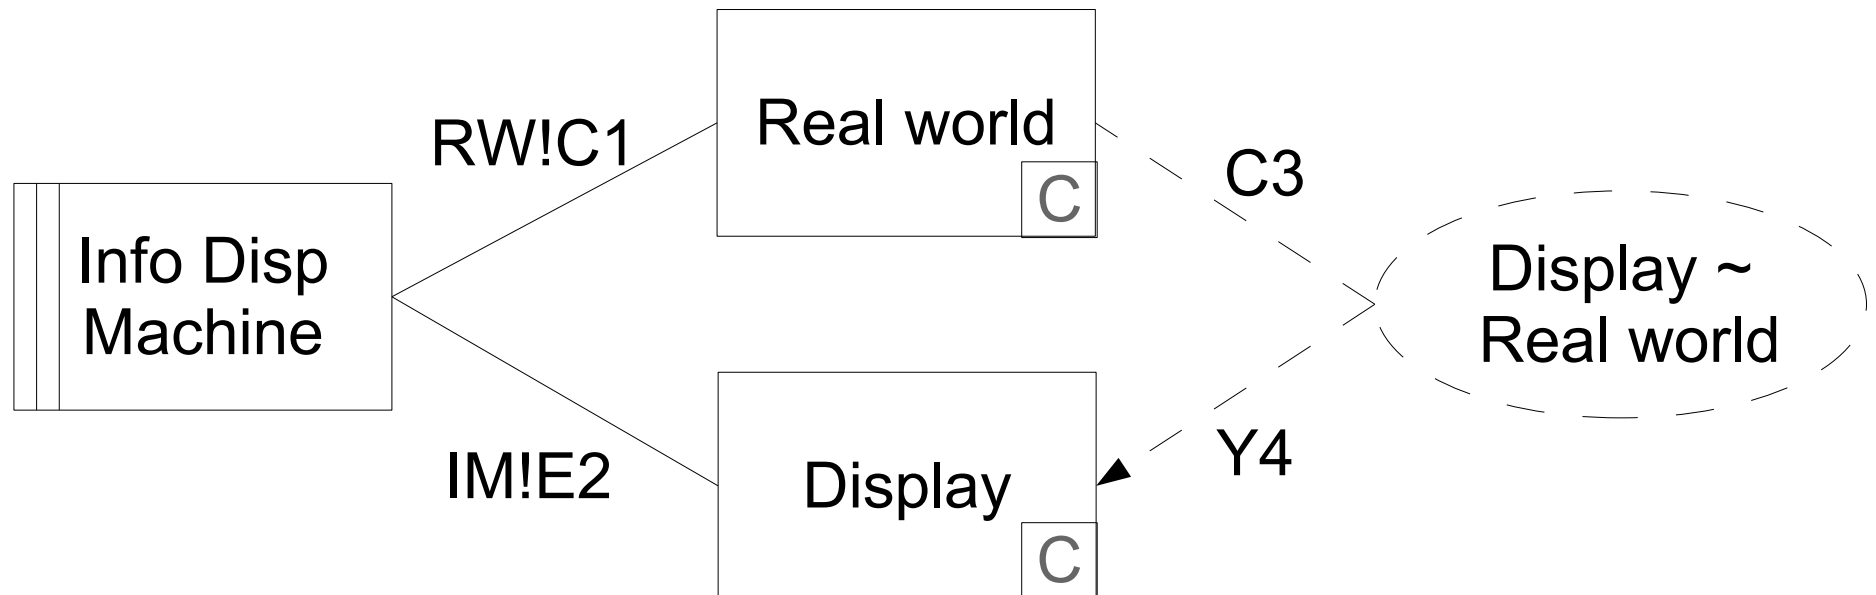 Info Disp
Machine
RW!C1
IM!E2
Real world
C
Display
C
C3
Y4
Display ~
Real world